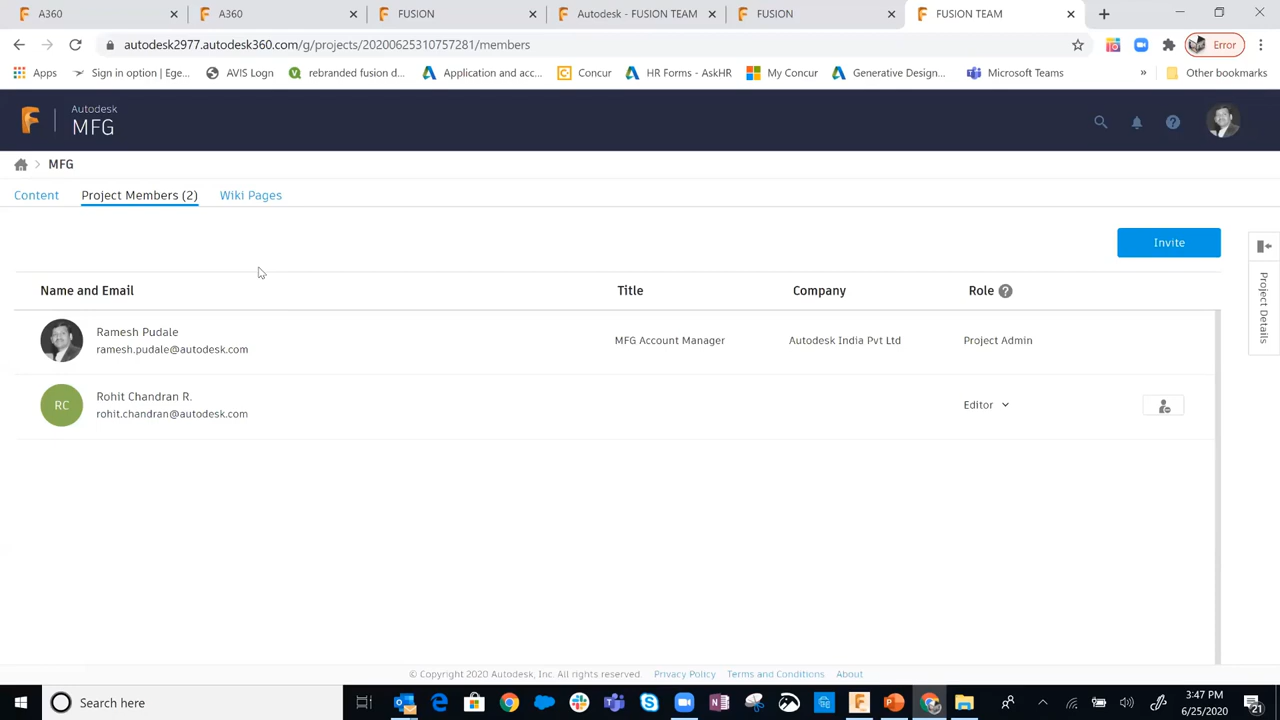 A360
A360
FUSION
Autodesk - FUSION TEAM
FUSION
FUSION TEAM
autodesk2977.autodesk360.com/g/projects/20200625310757281/members
Error
Apps
Sign in option | Ege...
AVIS Login
rebranded fusion d...
Application and acc...
Concur
HR Forms - AskHR
My Concur
Generative Design...
Microsoft Teams
»
Other bookmarks
Autodesk
MFG
MFG
Content
Project Members (2)
Wiki Pages
Invite
Project Details
Name and Email
Title
Company
Role
Ramesh Pudale
ramesh.pudale@autodesk.com
MFG Account Manager
Autodesk India Pvt Ltd
Project Admin
RC
Rohit Chandran R.
rohit.chandran@autodesk.com
Editor
© Copyright 2020 Autodesk, Inc. All rights reserved.
Privacy Policy
Terms and Conditions
About
Search here
3:47 PM
6/25/2020
21